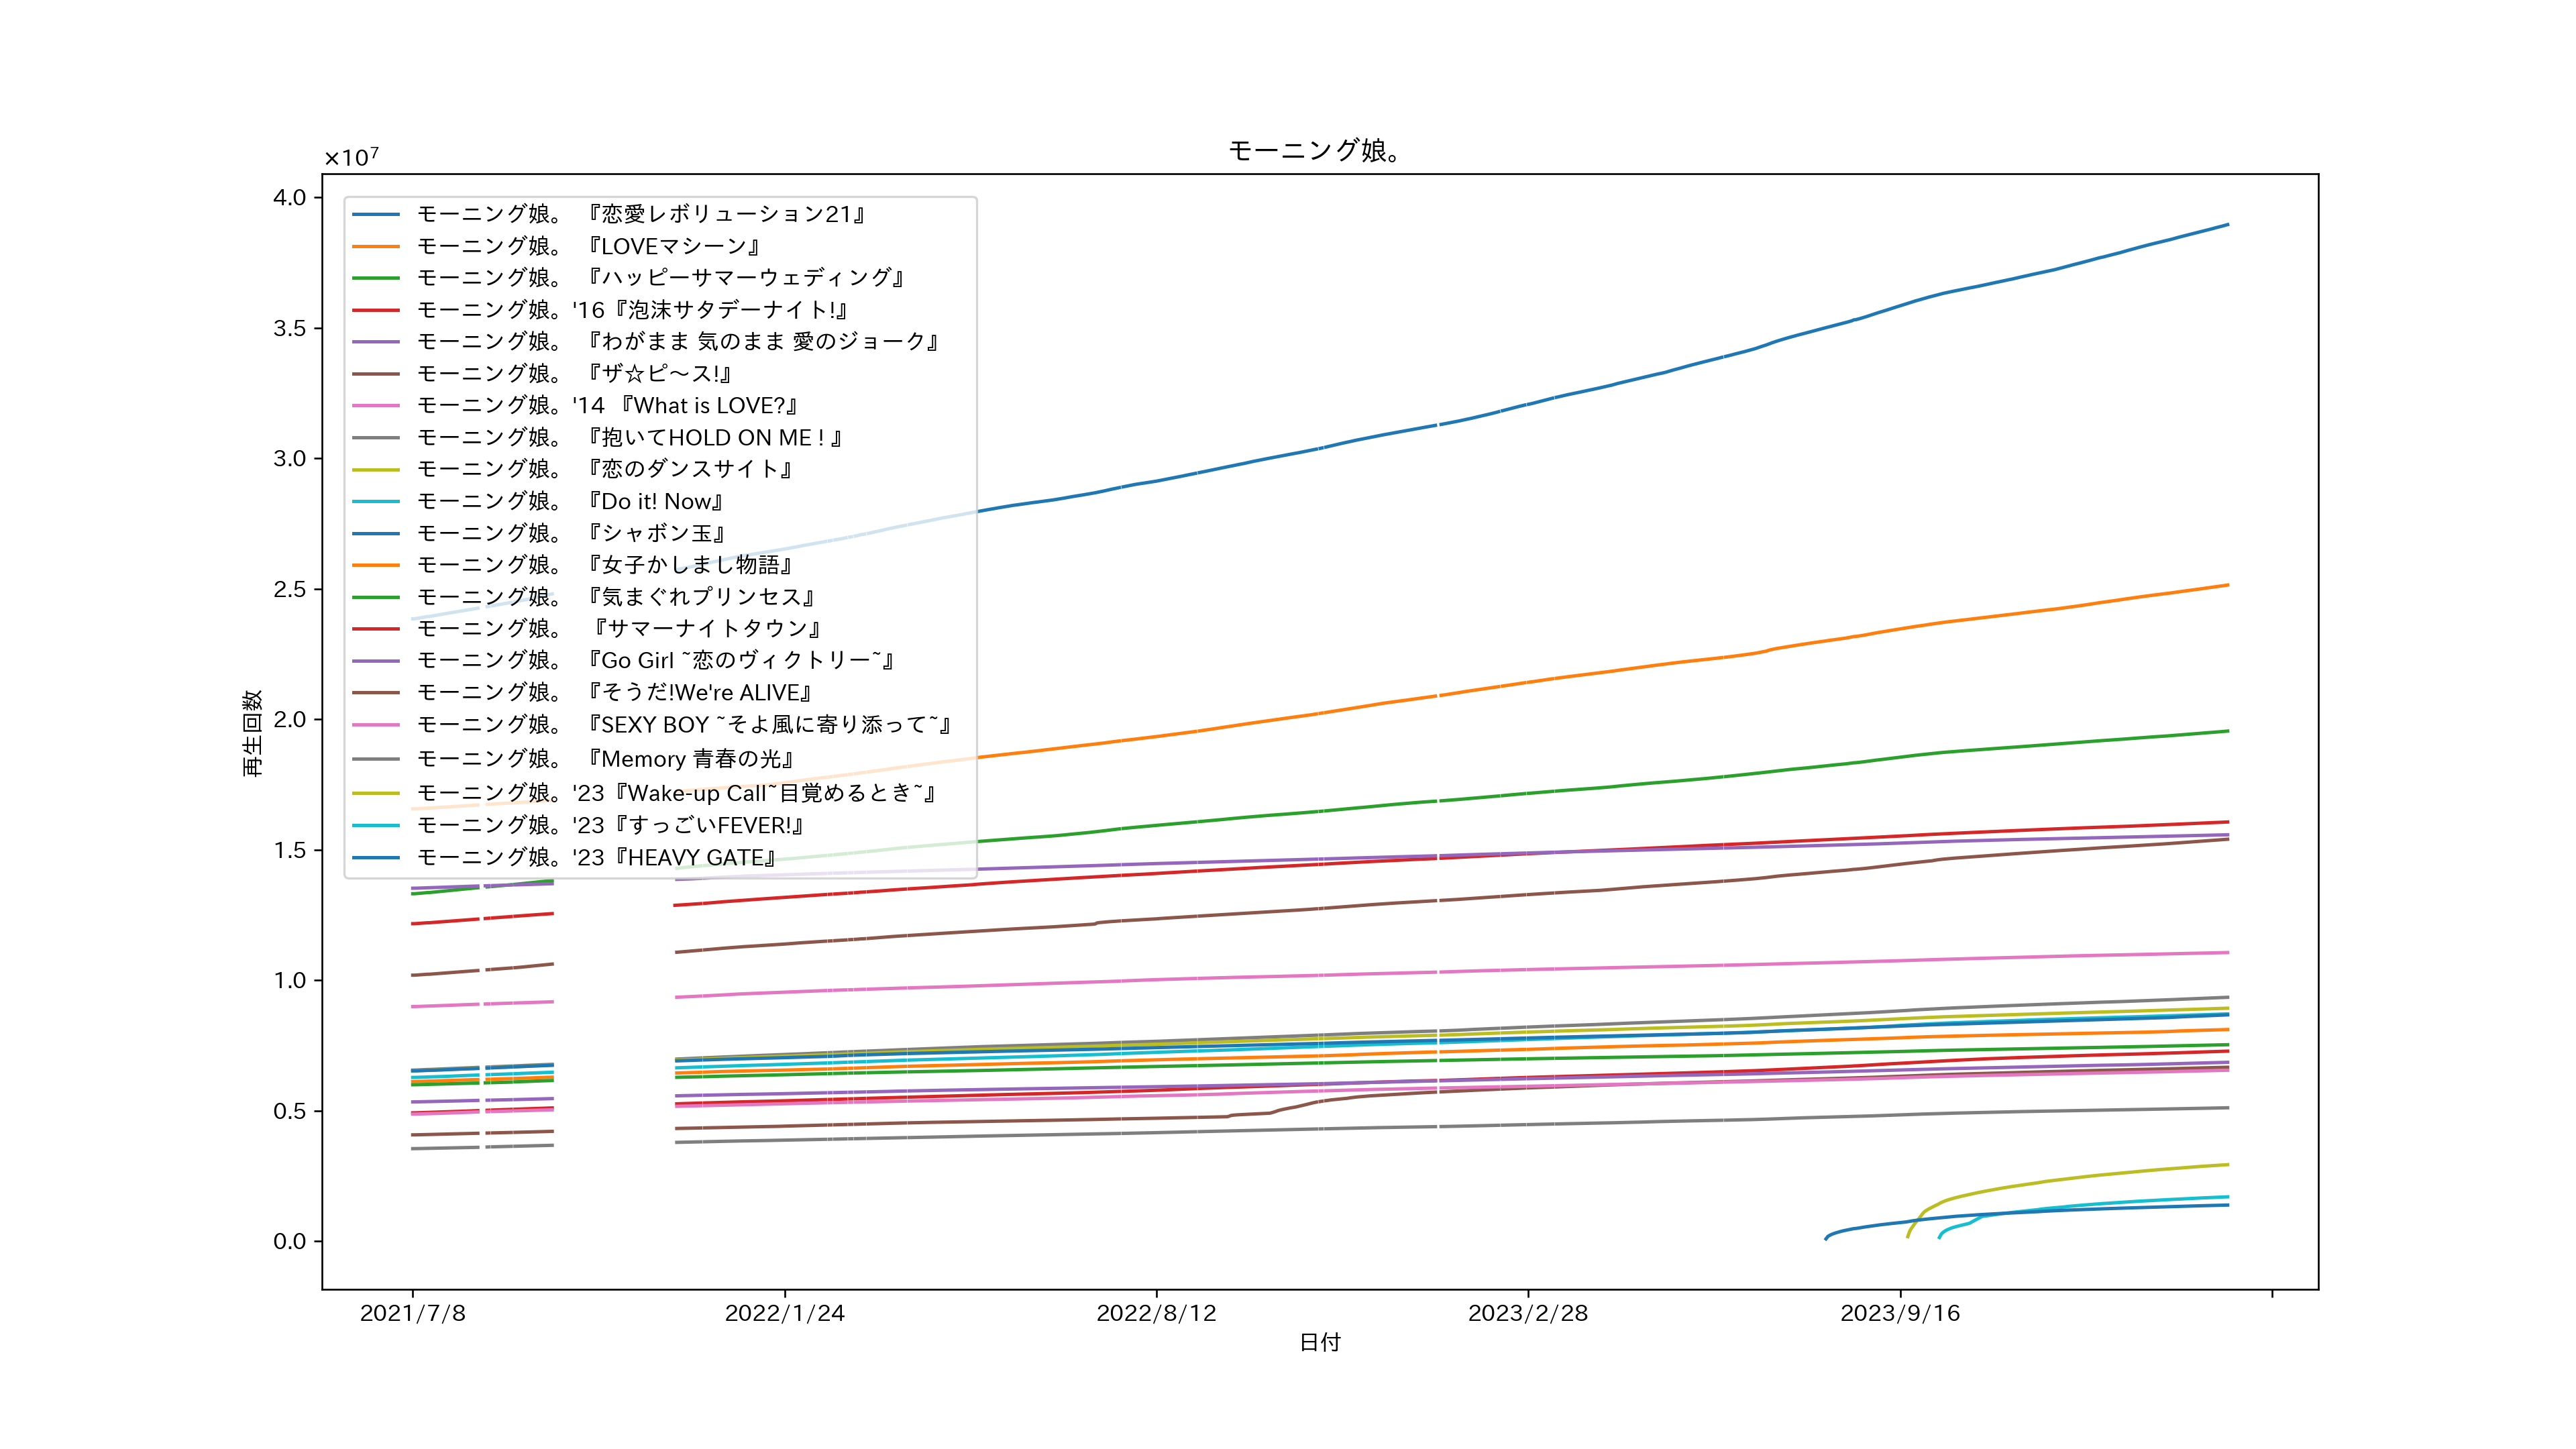 モーニング娘。
×10⁷
4.0
3.5
3.0
2.5
2.0
1.5
1.0
0.5
0.0
再生回数
モーニング娘。 『恋愛レボリューション21』
モーニング娘。 『LOVEマシーン』
モーニング娘。 『ハッピーサマーウェディング』
モーニング娘。'16『泡沫サタデーナイト!』
モーニング娘。 『わがまま 気のまま 愛のジョーク』
モーニング娘。 『ザ☆ピ～ス!』
モーニング娘。'14 『What is LOVE?』
モーニング娘。 『抱いてHOLD ON ME ! 』
モーニング娘。 『恋のダンスサイト』
モーニング娘。 『Do it! Now』
モーニング娘。 『シャボン玉』
モーニング娘。 『女子かしまし物語』
モーニング娘。 『気まぐれプリンセス』
モーニング娘。 『サマーナイトタウン』
モーニング娘。 『Go Girl ~恋のヴィクトリー~』
モーニング娘。 『そうだ!We're ALIVE』
モーニング娘。 『SEXY BOY ~そよ風に寄り添って~』
モーニング娘。 『Memory 青春の光』
モーニング娘。'23『Wake-up Call~目覚めるとき~』
モーニング娘。'23『すっごいFEVER!』
モーニング娘。'23『HEAVY GATE』
2021/7/8
2022/1/24
2022/8/12
2023/2/28
2023/9/16
日付